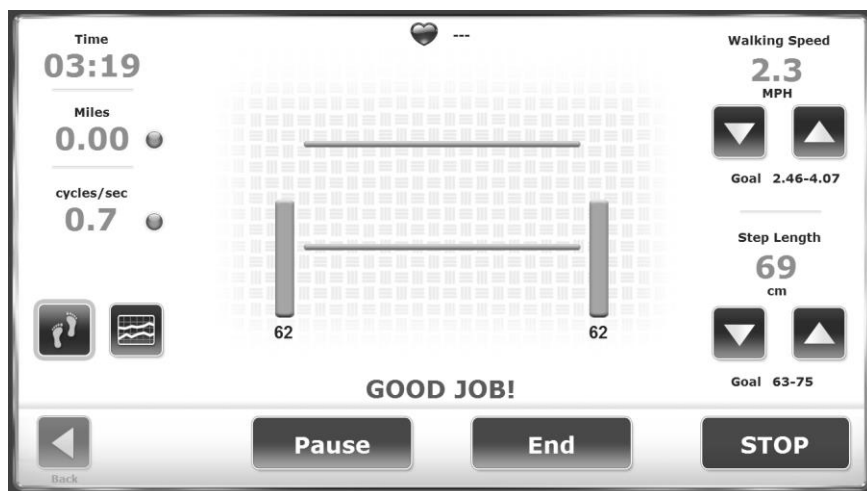 ---
Time
03:19
Miles
0.00
cycles/sec
0.7
Walking Speed
2.3
MPH
Goal 2.46-4.07
Step Length
69
cm
Goal 63-75
62
62
GOOD JOB!
Back
Pause
End
STOP